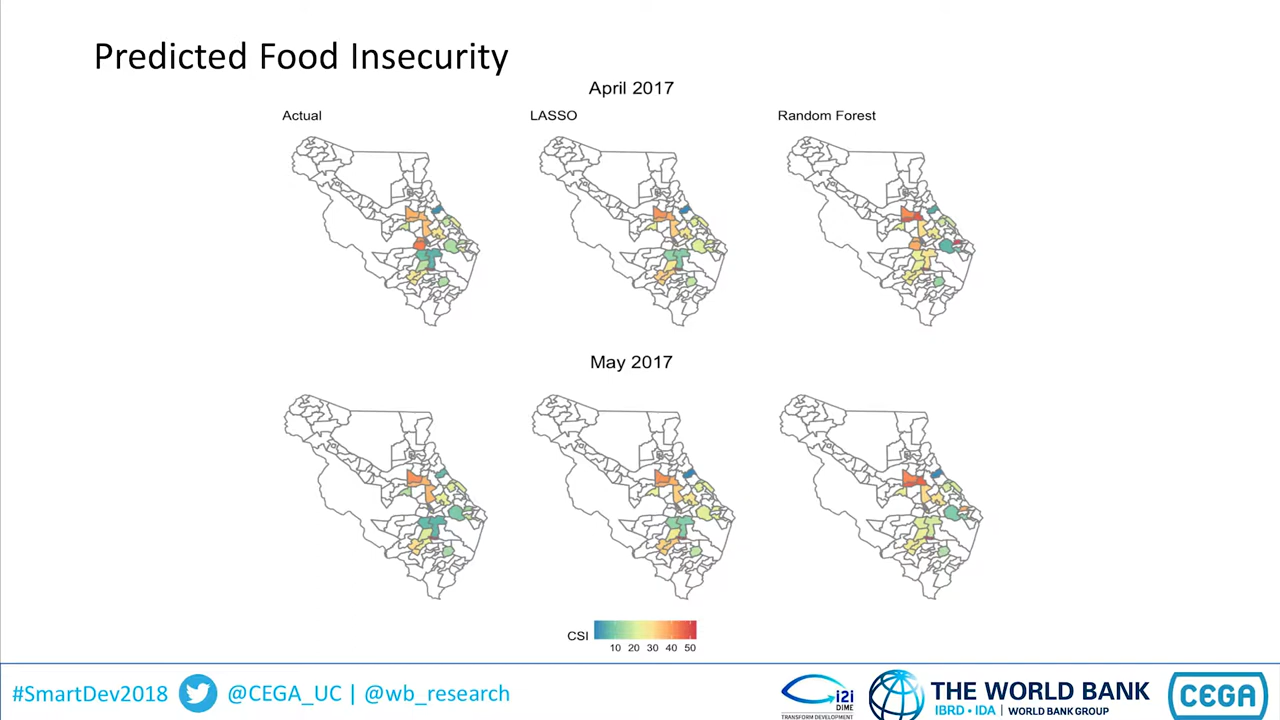 Predicted Food Insecurity
April 2017
Actual
LASSO
Random Forest
May 2017
CSI
10 20 30 40 50
#SmartDev2018
@CEGA_UC | @wb_research
i2i
DIME
TRANSFORM DEVELOPMENT
THE WORLD BANK
IBRD • IDA | WORLD BANK GROUP
CEGA